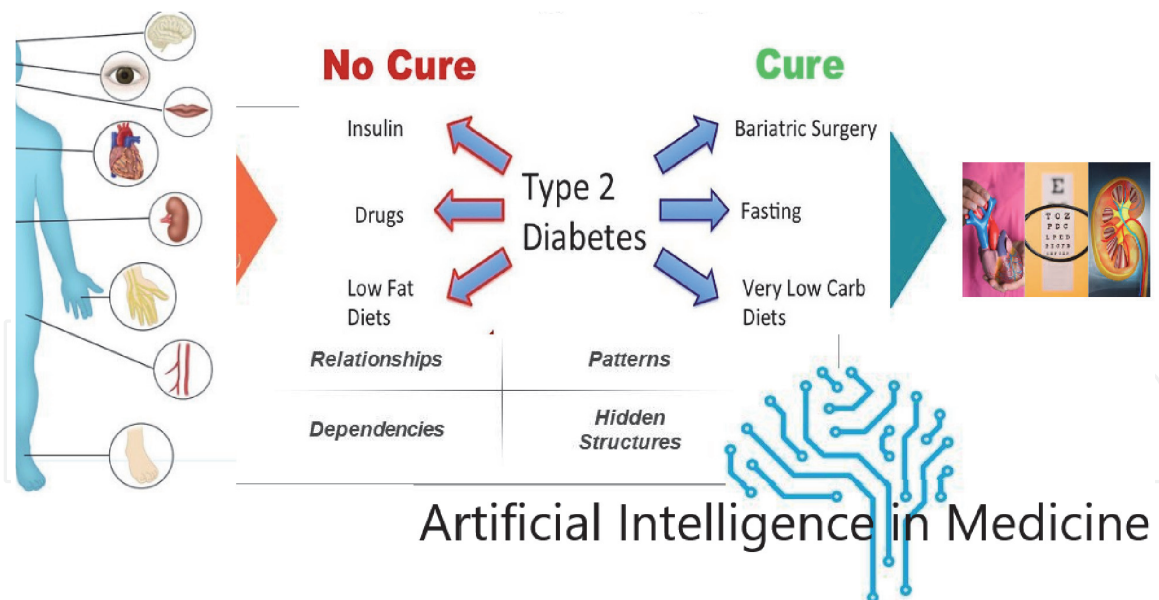 No Cure
Cure
Insulin
Bariatric Surgery
Type 2
Diabetes
Drugs
Fasting
Low Fat
Diets
Very Low Carb
Diets
Relationships
Patterns
Dependencies
Hidden
Structures
Artificial Intelligence in Medicine
E
T O Z
L P E D